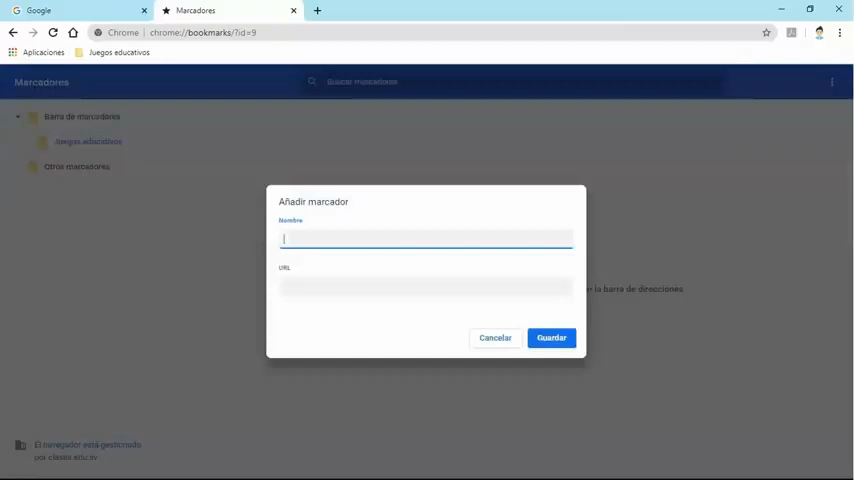 Google
Marcadores
Chrome | chrome://bookmarks/?id=9
Aplicaciones
Juegos educativos
Marcadores
Buscar marcadores
Barra de marcadores
Juegos educativos
Otros marcadores
Añadir marcador
Nombre
URL
la barra de direcciones.
Cancelar
Guardar
El navegador está gestionado
por clases.edu.sv